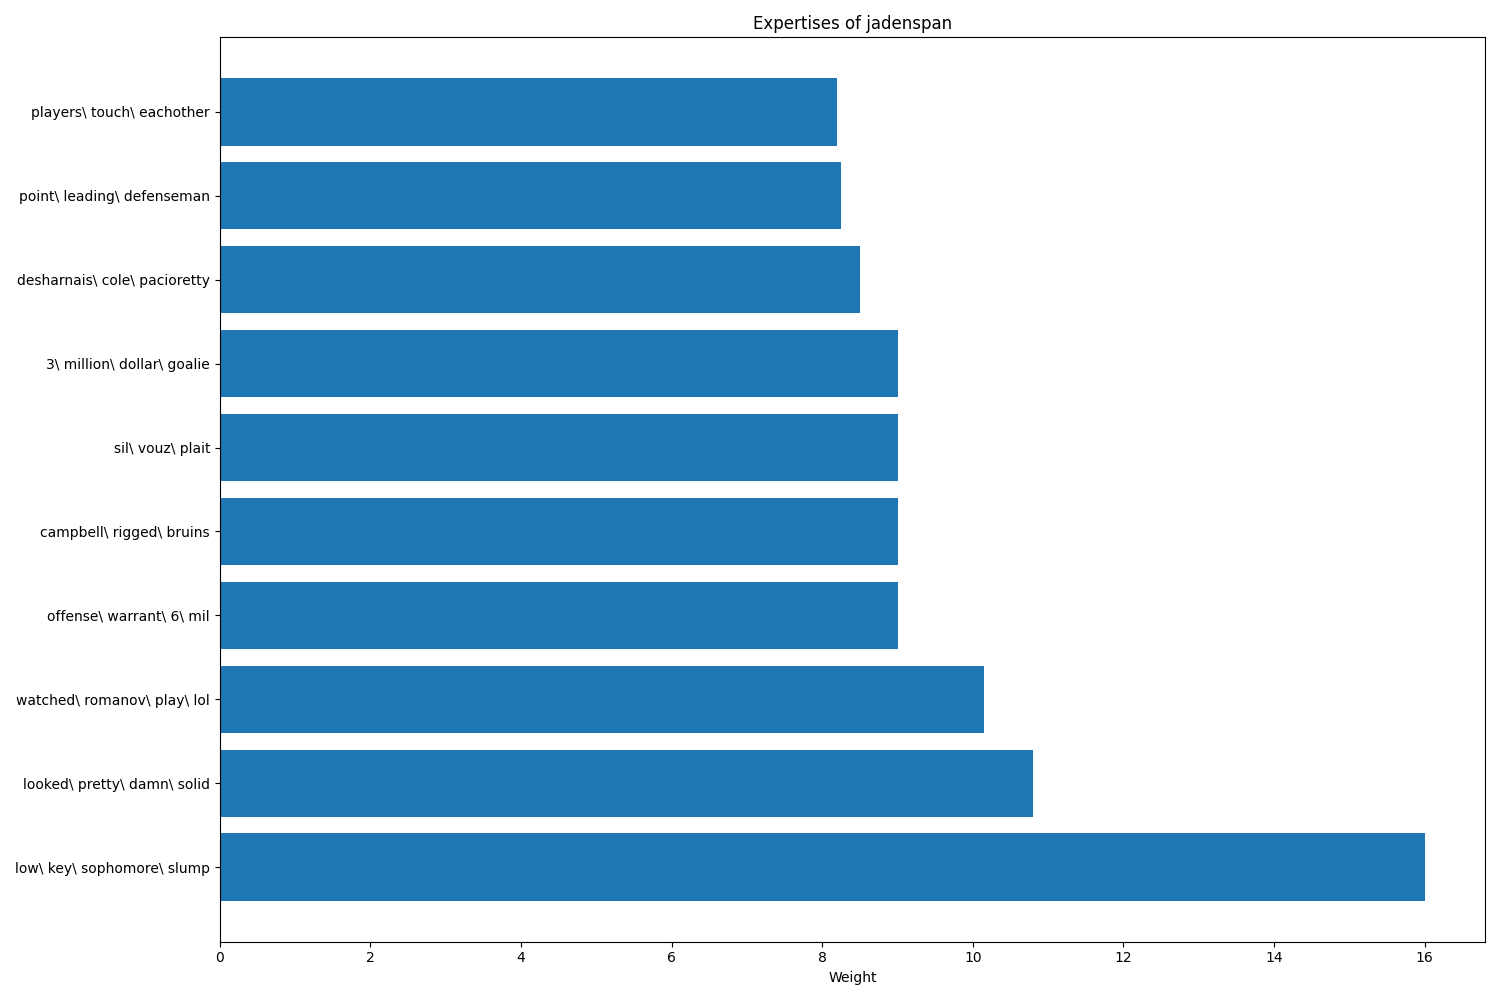 Expertises of jadenspan
players\ touch\ eachother
point\ leading\ defenseman
desharnais\ cole\ pacioretty
3\ million\ dollar\ goalie
sil\ vouz\ plait
campbell\ rigged\ bruins
offense\ warrant\ 6\ mil
watched\ romanov\ play\ lol
looked\ pretty\ damn\ solid
low\ key\ sophomore\ slump
0 2 4 6 8 10 12 14 16
Weight